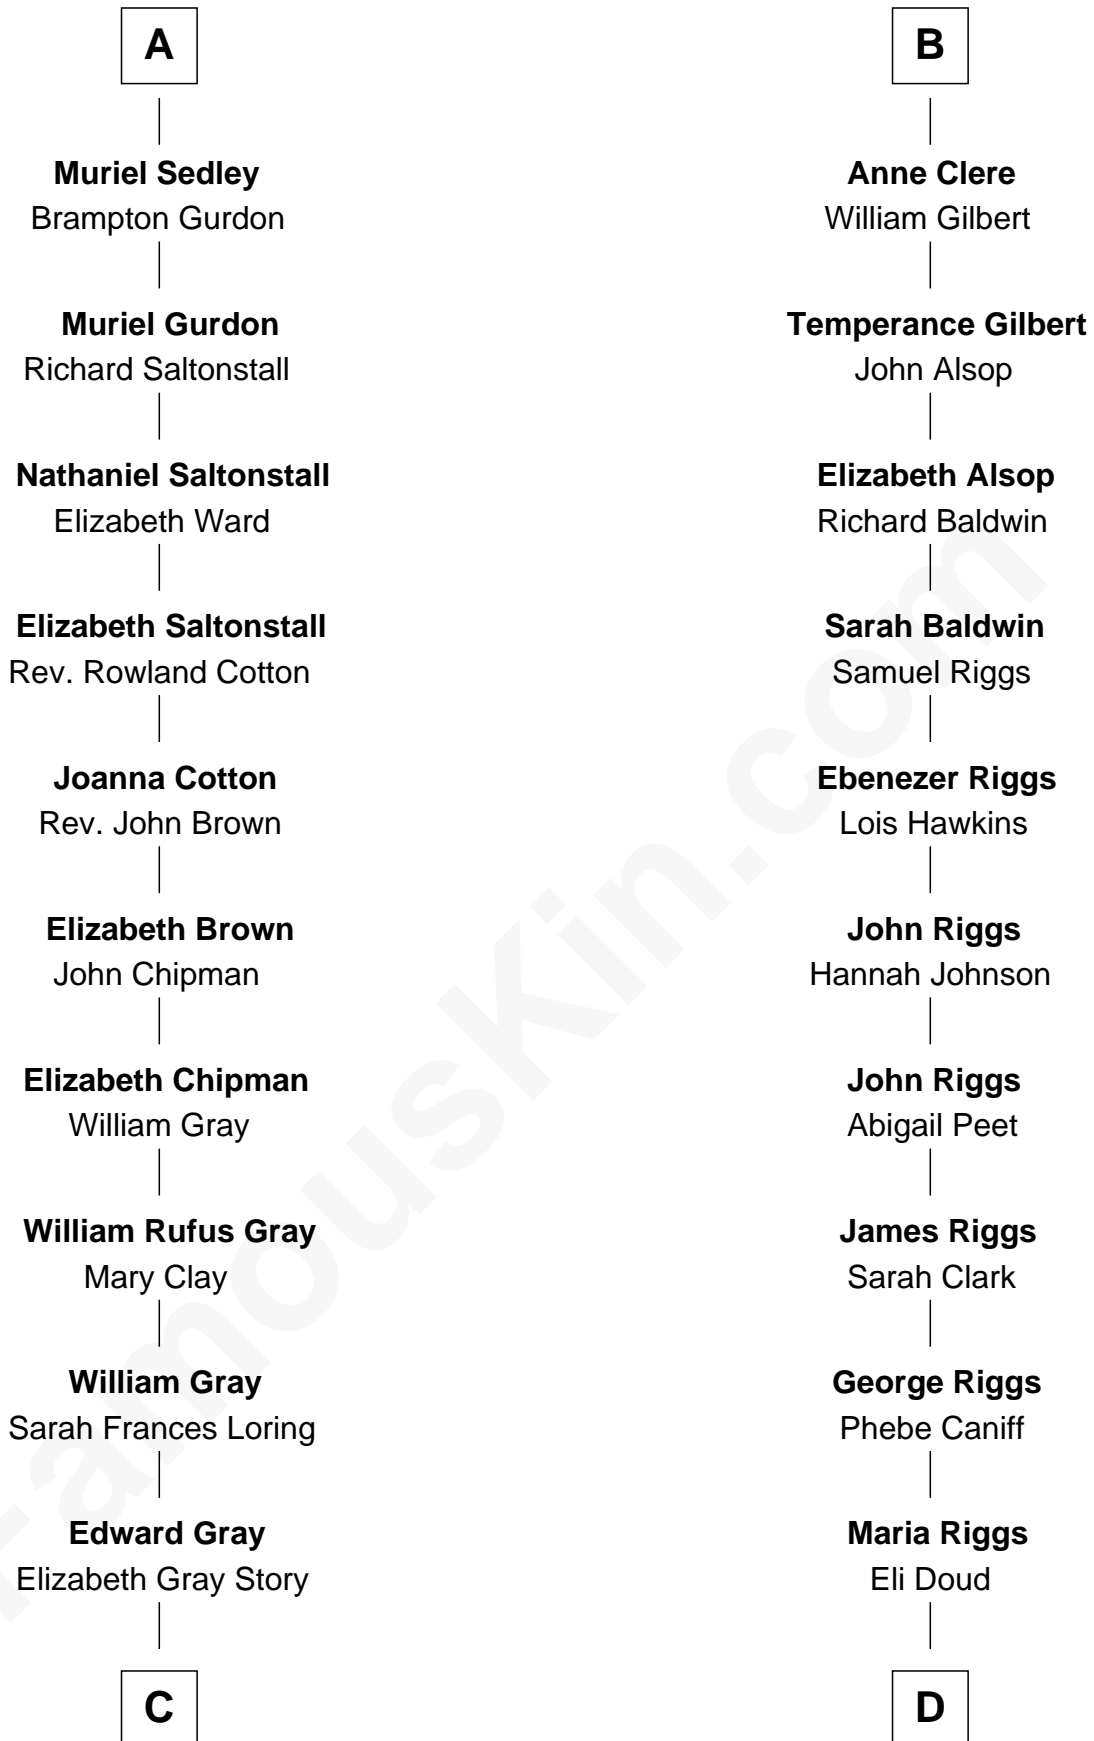 A
Muriel Sedley
Brampton Gurdon
Muriel Gurdon
Richard Saltonstall
Nathaniel Saltonstall
Elizabeth Ward
Elizabeth Saltonstall
Rev. Rowland Cotton
Joanna Cotton
Rev. John Brown
Elizabeth Brown
John Chipman
Elizabeth Chipman
William Gray
William Rufus Gray
Mary Clay
William Gray
Sarah Frances Loring
Edward Gray
Elizabeth Gray Story
C
B
Anne Clere
William Gilbert
Temperance Gilbert
John Alsop
Elizabeth Alsop
Richard Baldwin
Sarah Baldwin
Samuel Riggs
Ebenezer Riggs
Lois Hawkins
John Riggs
Hannah Johnson
John Riggs
Abigail Peet
James Riggs
Sarah Clark
George Riggs
Phebe Caniff
Maria Riggs
Eli Doud
D
FamousKin.com